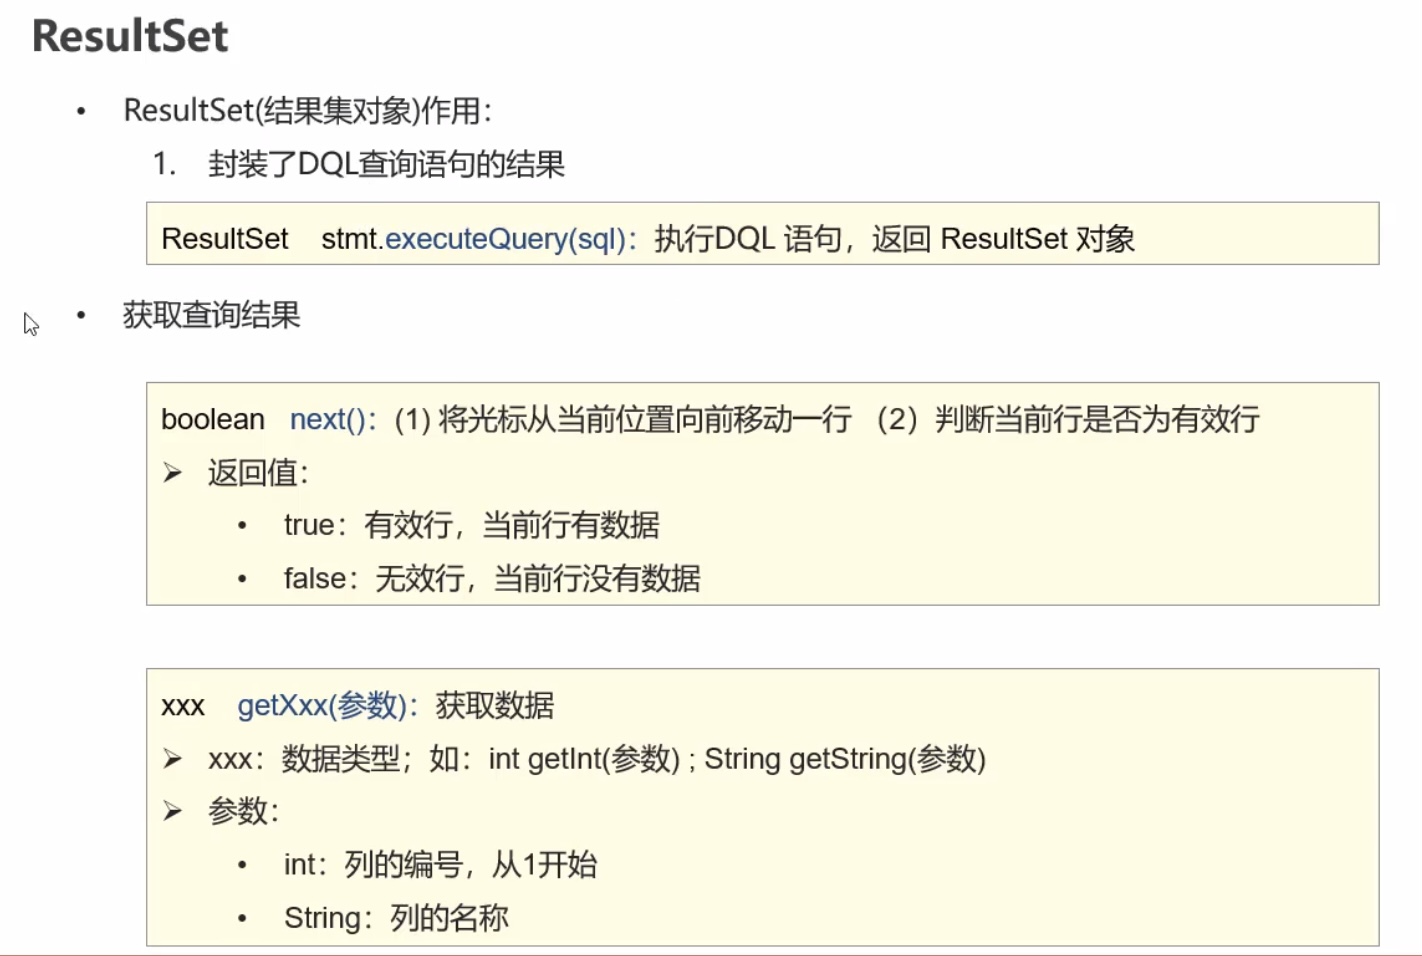 ResultSet
• ResultSet(结果集对象)作用：
1. 封装了DQL查询语句的结果
ResultSet stmt.executeQuery(sql)：执行DQL 语句，返回 ResultSet 对象
• 获取查询结果
boolean next()：(1) 将光标从当前位置向前移动一行 （2）判断当前行是否为有效行
➢ 返回值：
• true：有效行，当前行有数据
• false：无效行，当前行没有数据
xxx getXxx(参数)：获取数据
➢ xxx：数据类型；如：int getInt(参数) ; String getString(参数)
➢ 参数：
• int：列的编号，从1开始
• String：列的名称